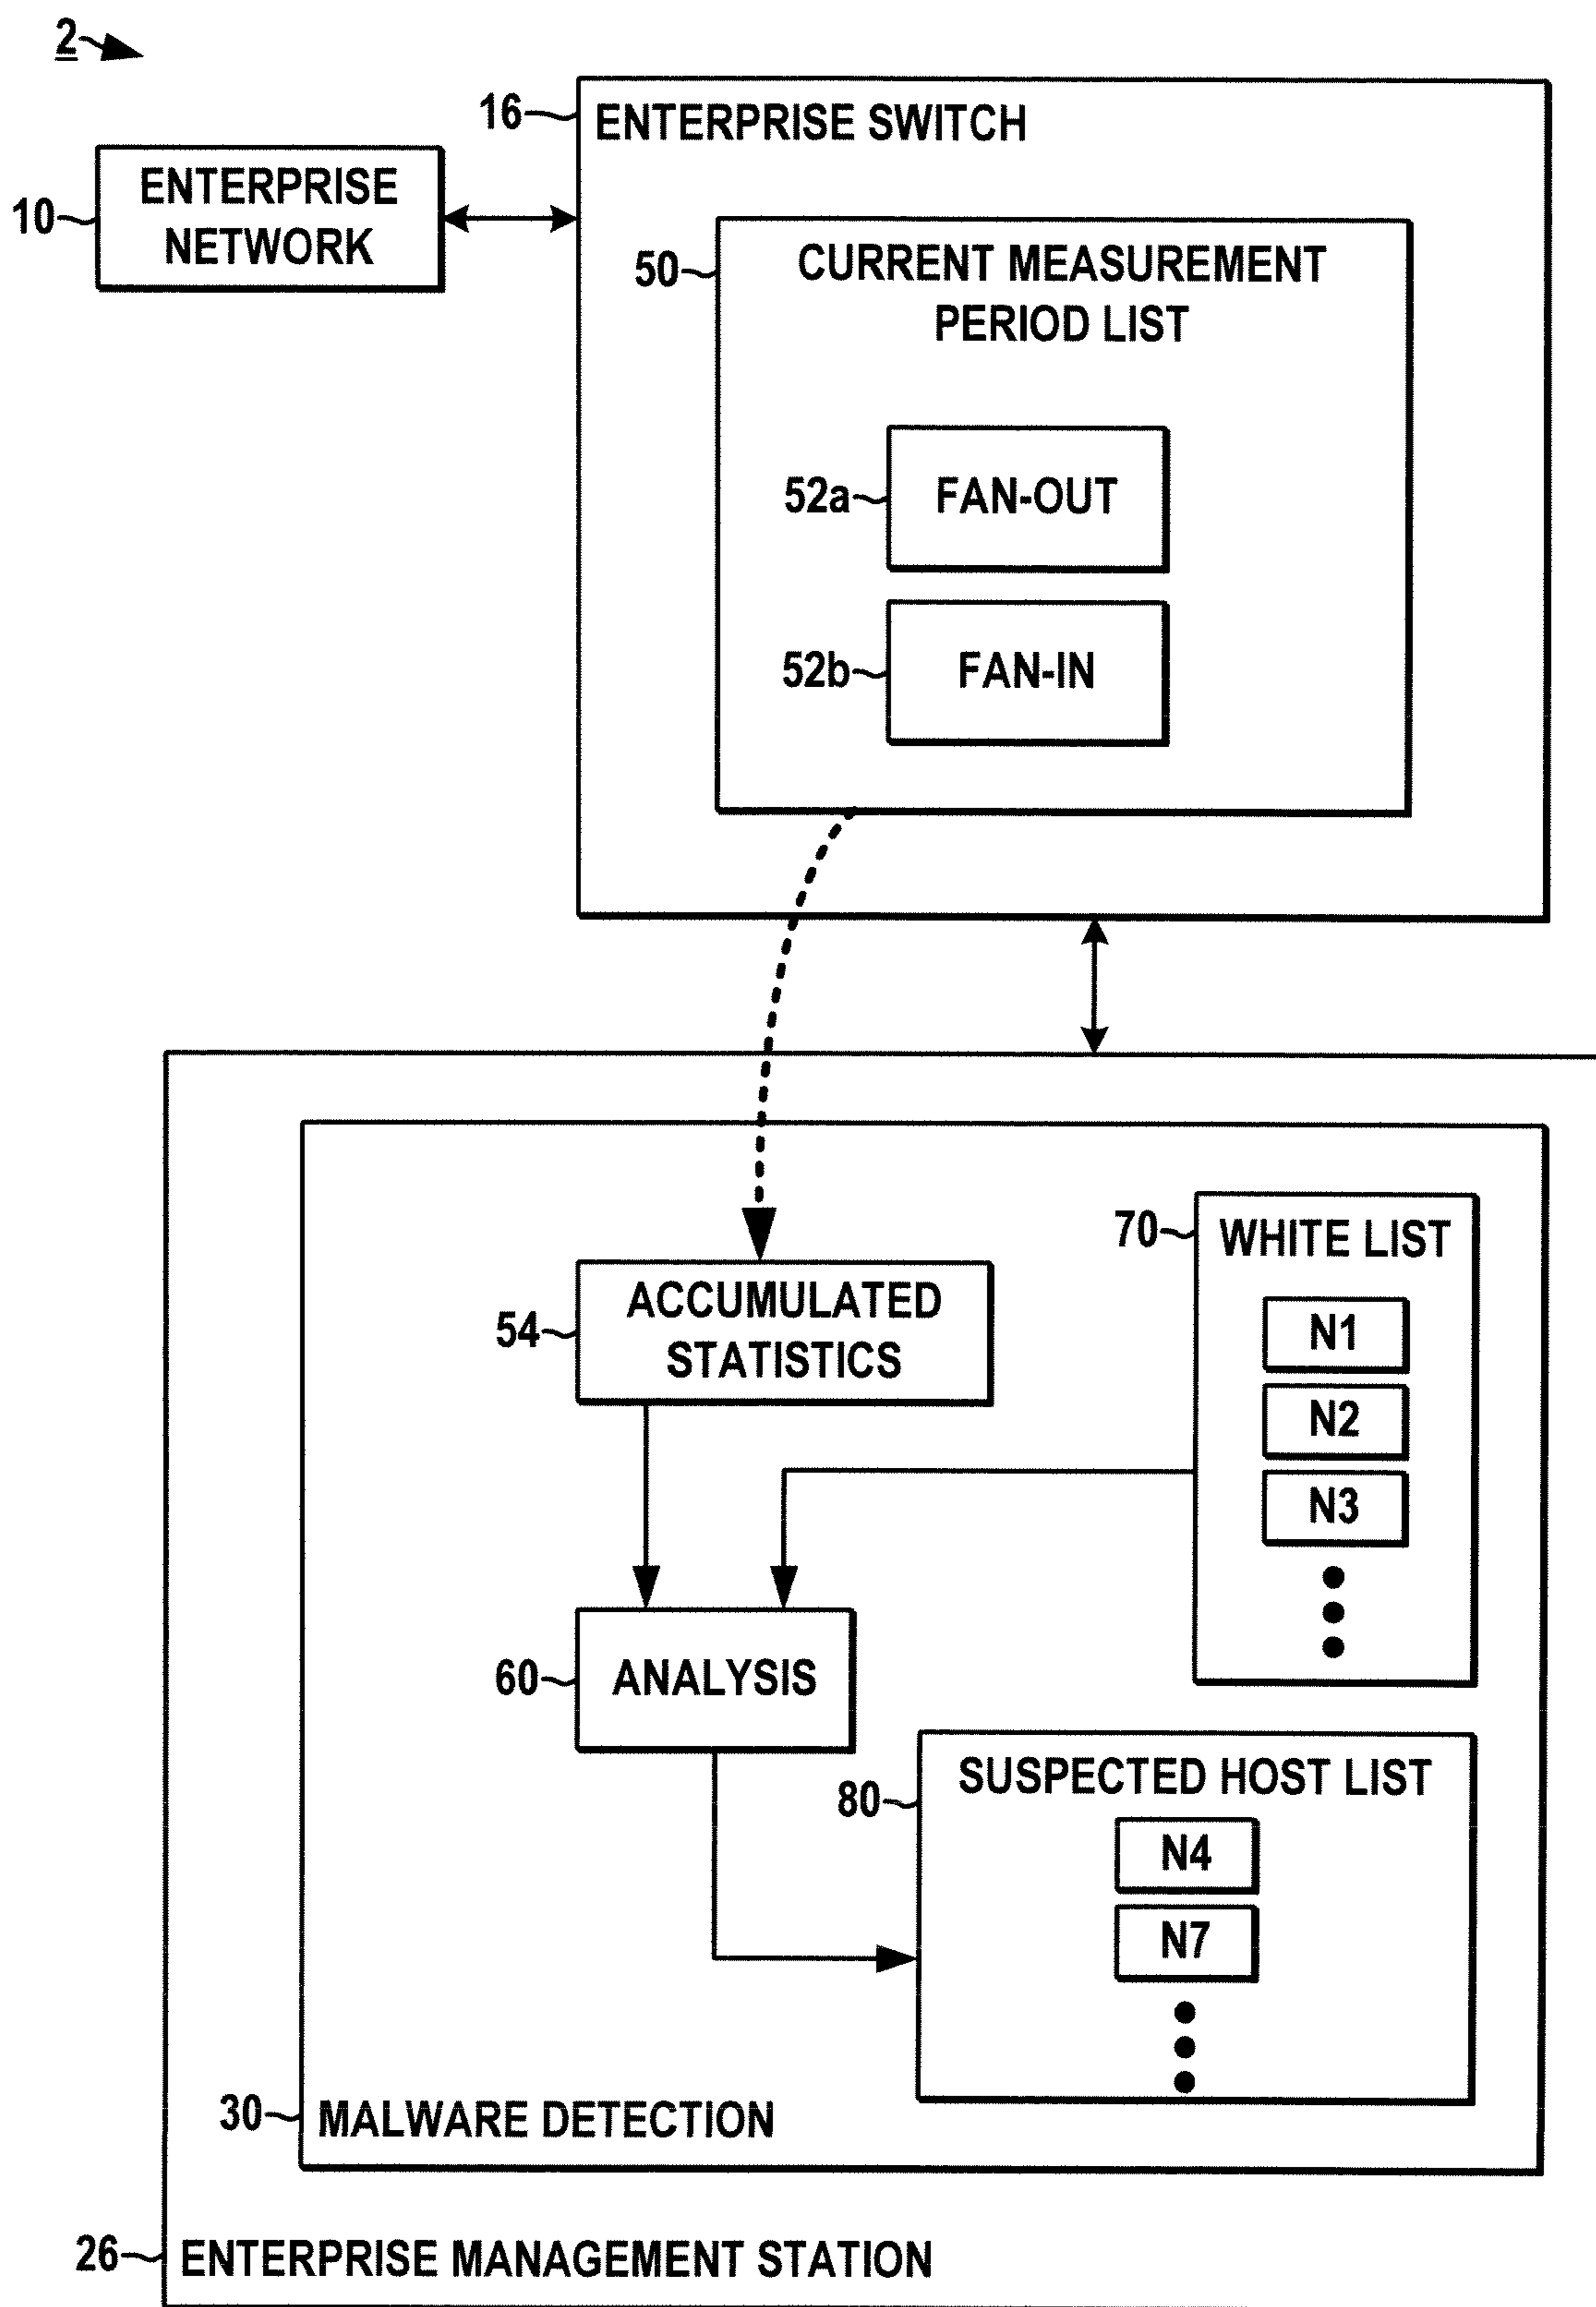 2
16
ENTERPRISE SWITCH
10
ENTERPRISE
NETWORK
50
CURRENT MEASUREMENT
PERIOD LIST
52a
FAN-OUT
52b
FAN-IN
70
WHITE LIST
N1
N2
N3
54
ACCUMULATED
STATISTICS
60
ANALYSIS
80
SUSPECTED HOST LIST
N4
N7
30
MALWARE DETECTION
26
ENTERPRISE MANAGEMENT STATION